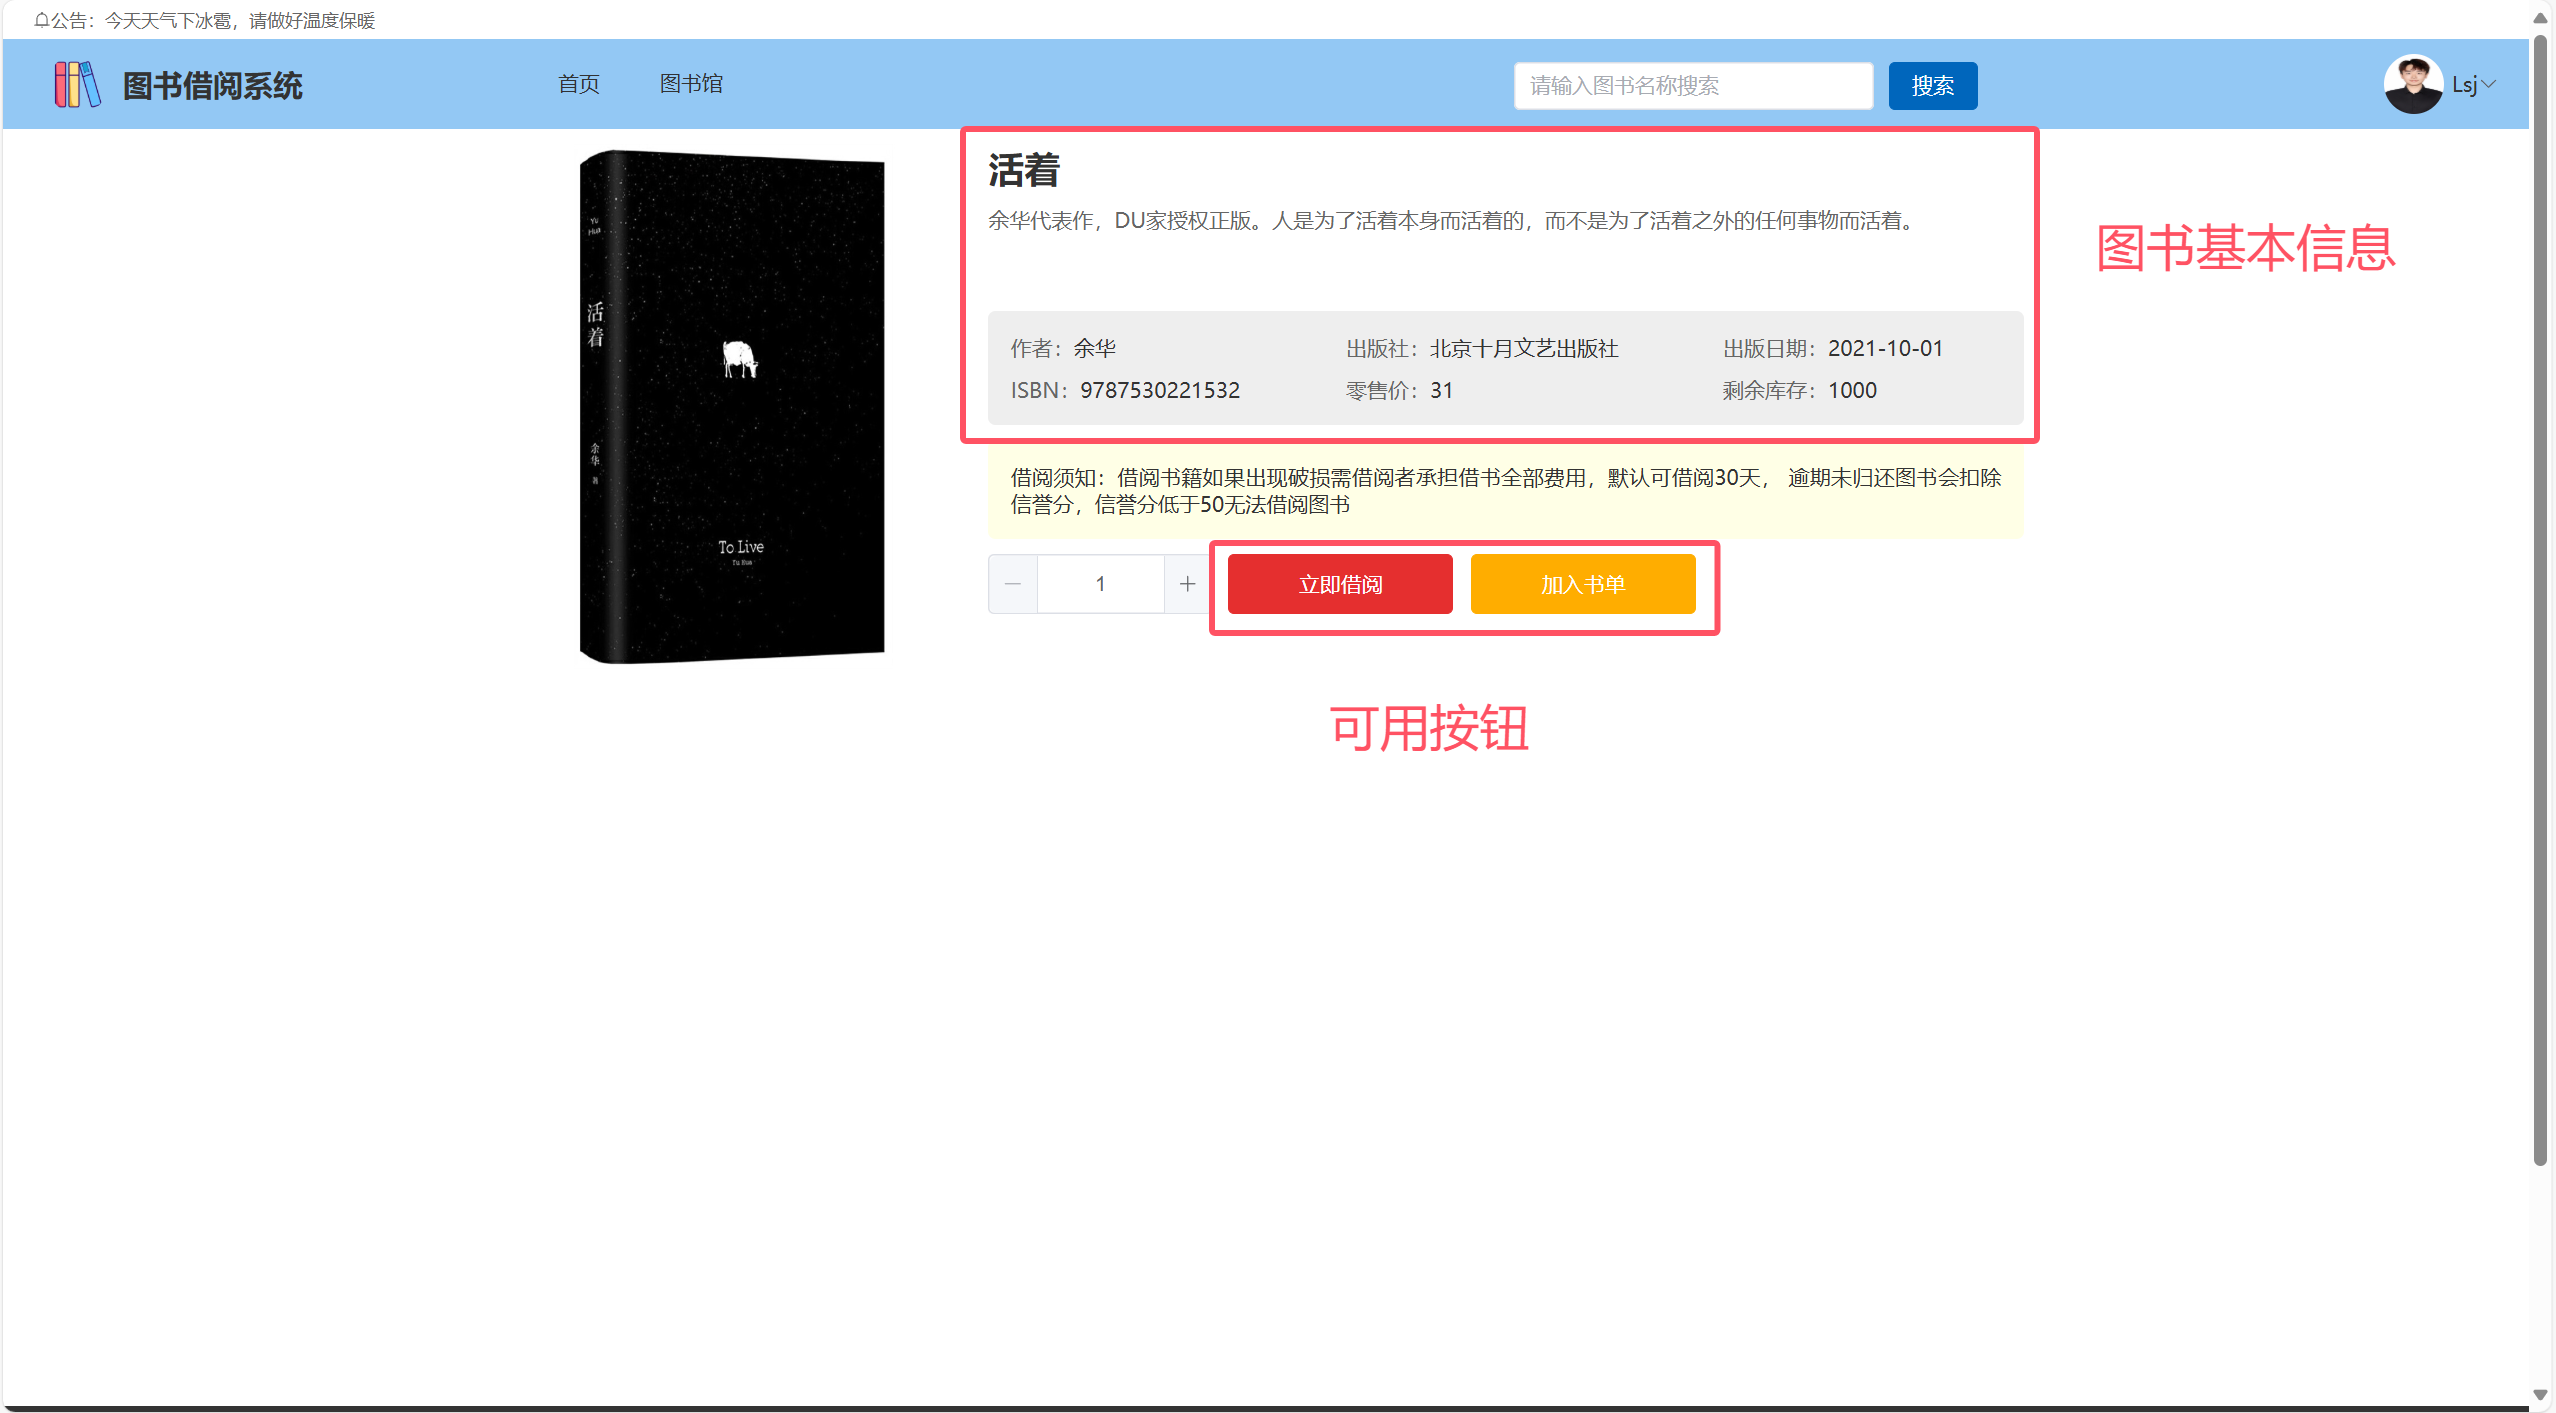 公告：今天天气下冰雹，请做好温度保暖
图书借阅系统
首页
图书馆
请输入图书名称搜索
搜索
Lsj
Yu
Hua
活着
余华 著
To Live
Yu Hua
活着
余华代表作，DU家授权正版。人是为了活着本身而活着的，而不是为了活着之外的任何事物而活着。
图书基本信息
作者：余华
出版社：北京十月文艺出版社
出版日期：2021-10-01
ISBN：9787530221532
零售价：31
剩余库存：1000
借阅须知：借阅书籍如果出现破损需借阅者承担借书全部费用，默认可借阅30天， 逾期未归还图书会扣除
信誉分，信誉分低于50无法借阅图书
1
立即借阅
加入书单
可用按钮